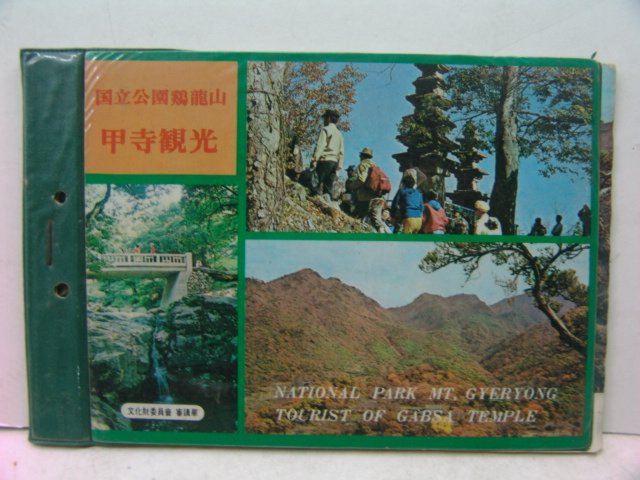 国立公園鷄龍山
甲寺観光
文化財委員會 審議畢
NATIONAL PARK MT. GYERYONG
TOURIST OF GABSA TEMPLE